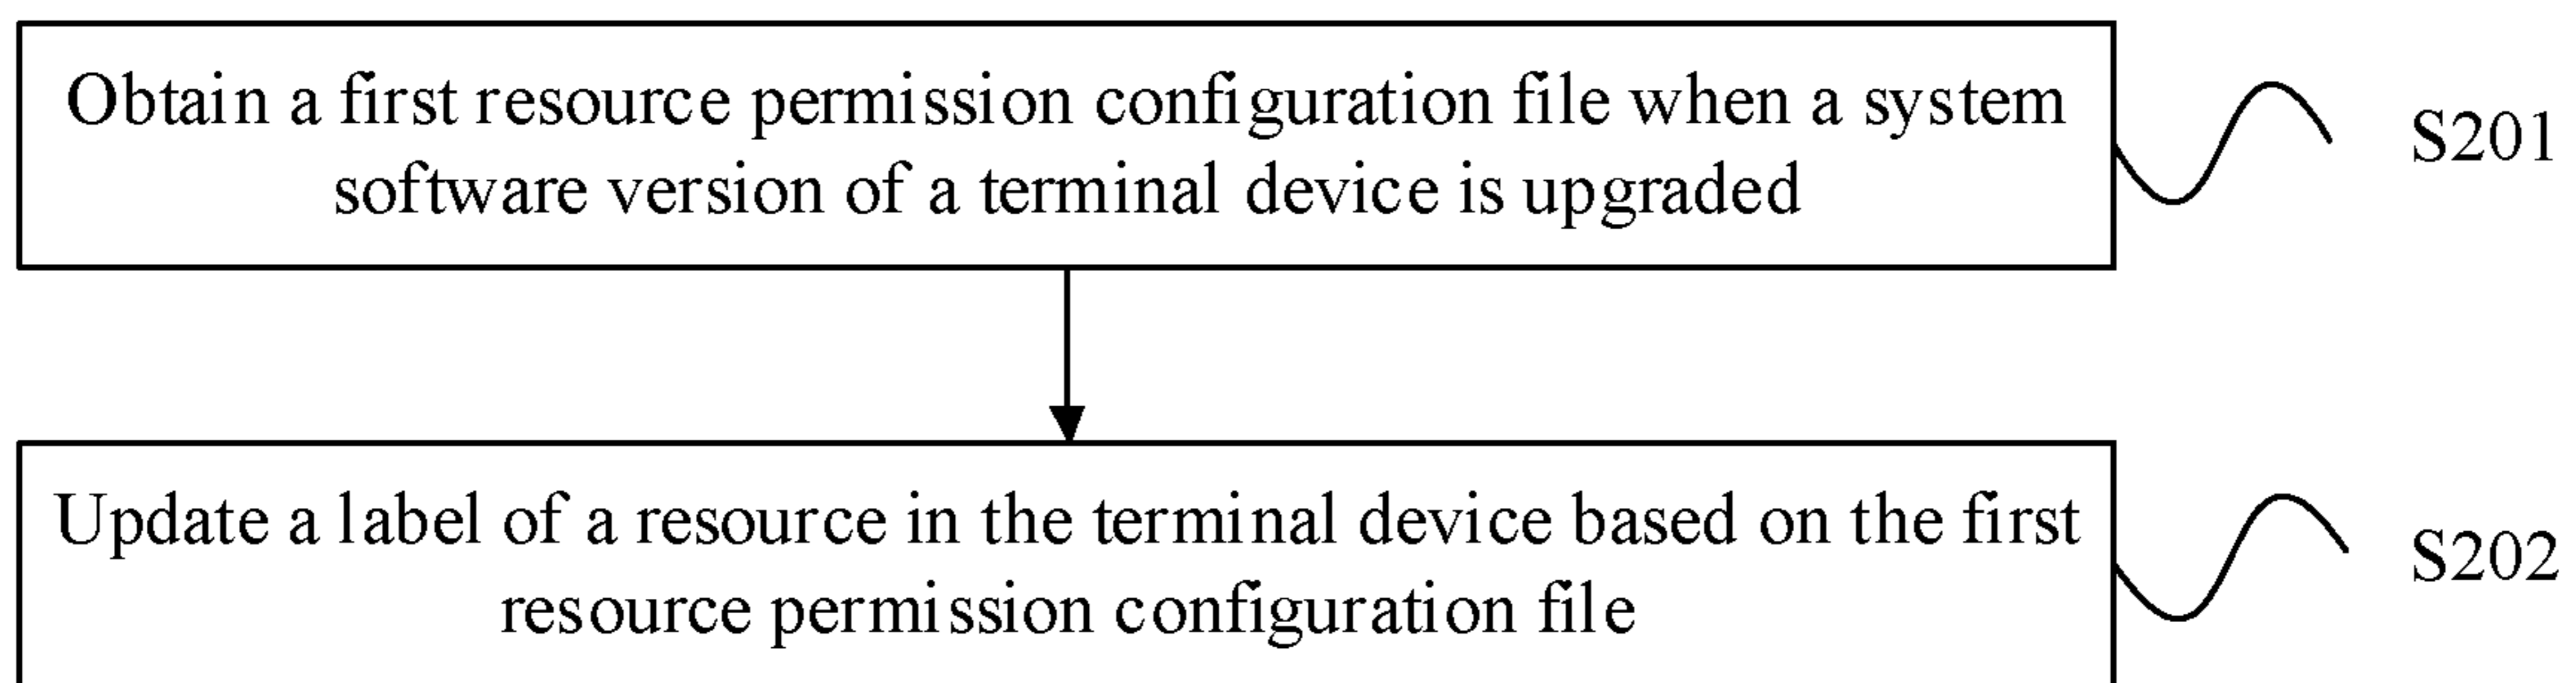 Obtain a first resource permission configuration file when a system
software version of a terminal device is upgraded
S201
Update a label of a resource in the terminal device based on the first
resource permission configuration file
S202